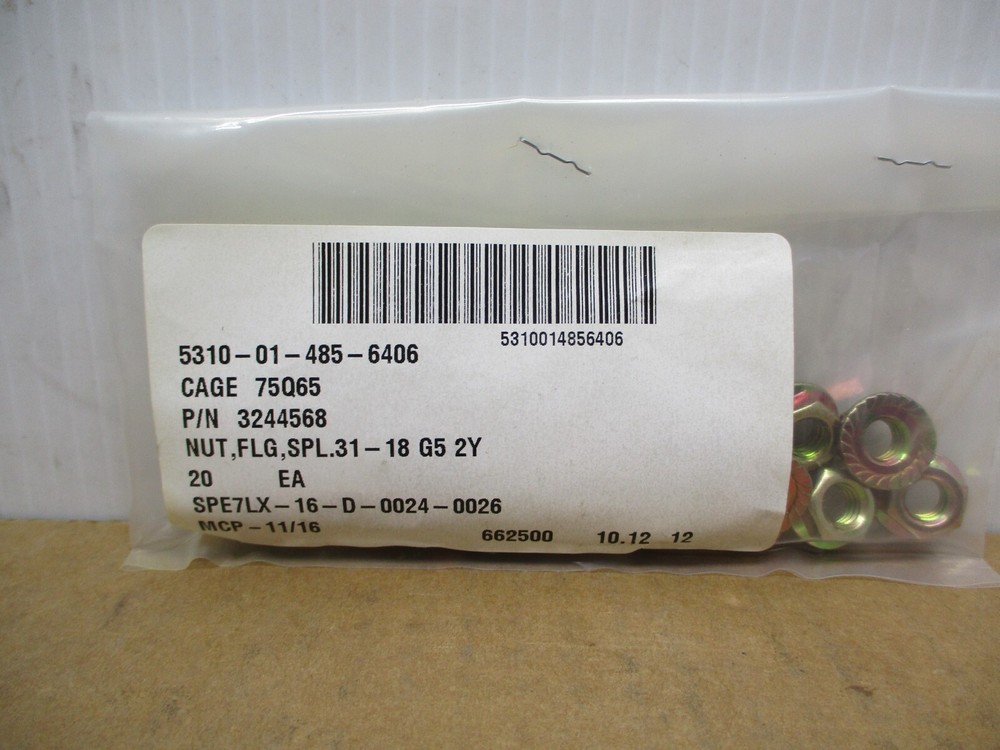 5310014856406
5310-01-485-6406
CAGE 75Q65
P/N 3244568
NUT,FLG,SPL.31-18 G5 2Y
20 EA
SPE7LX-16-D-0024-0026
MCP-11/16 662500 10.12 12